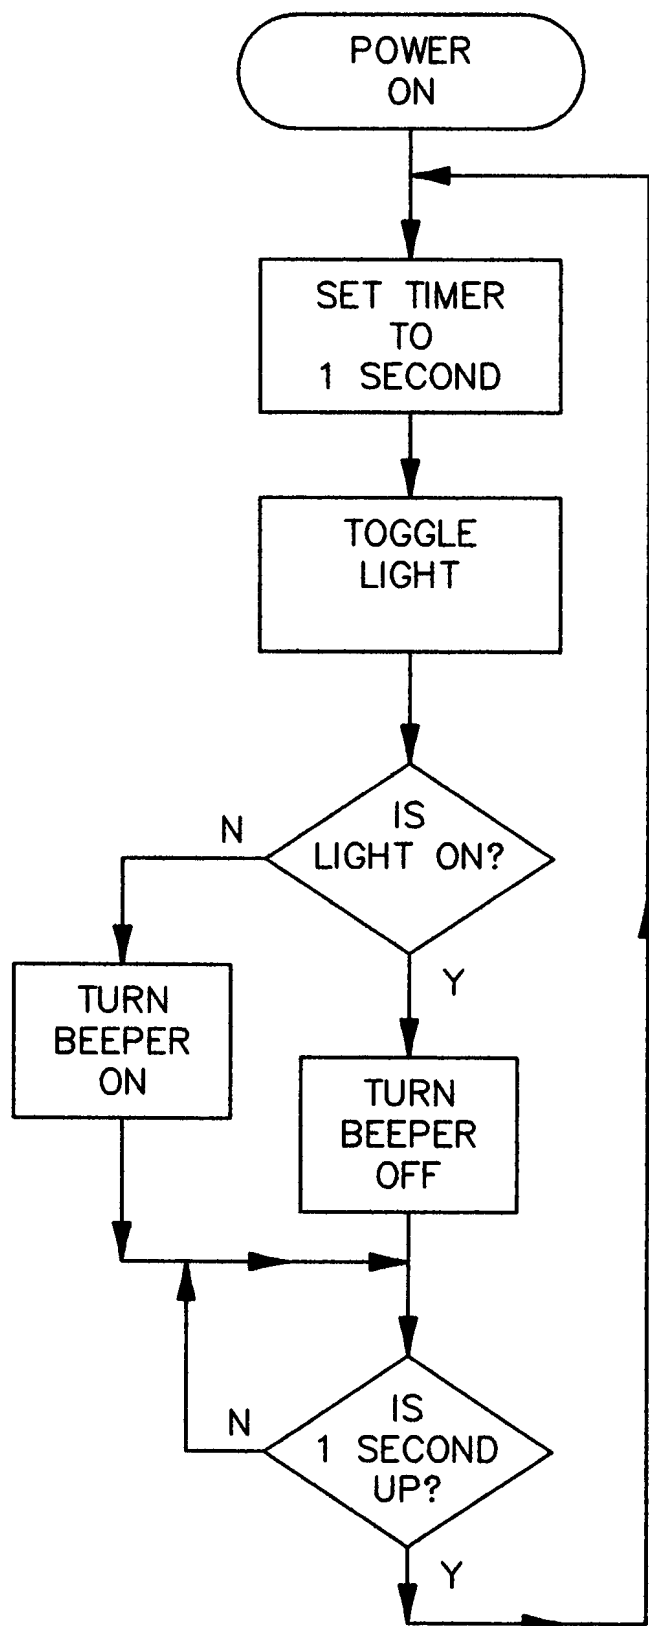 POWER
ON
SET TIMER
TO
1 SECOND
TOGGLE
LIGHT
IS
LIGHT ON?
N
Y
TURN
BEEPER
ON
TURN
BEEPER
OFF
IS
1 SECOND
UP?
N
Y